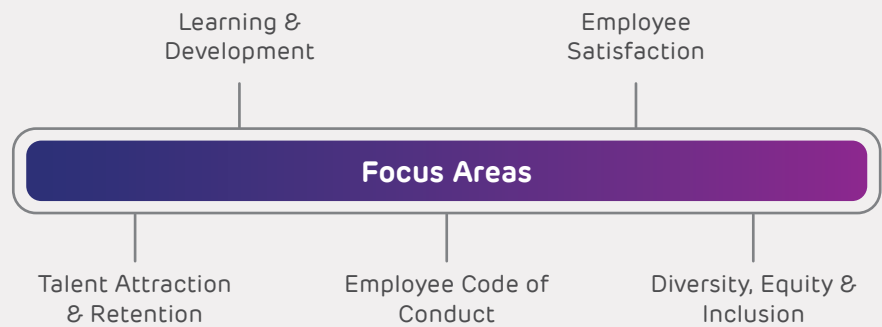 Learning &
Development
Employee
Satisfaction
Focus Areas
Talent Attraction
& Retention
Employee Code of
Conduct
Diversity, Equity &
Inclusion